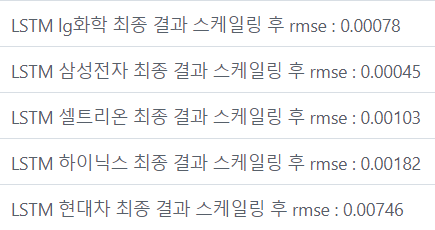 LSTM lg화학 최종 결과 스케일링 후 rmse : 0.00078
LSTM 삼성전자 최종 결과 스케일링 후 rmse : 0.00045
LSTM 셀트리온 최종 결과 스케일링 후 rmse : 0.00103
LSTM 하이닉스 최종 결과 스케일링 후 rmse : 0.00182
LSTM 현대차 최종 결과 스케일링 후 rmse : 0.00746